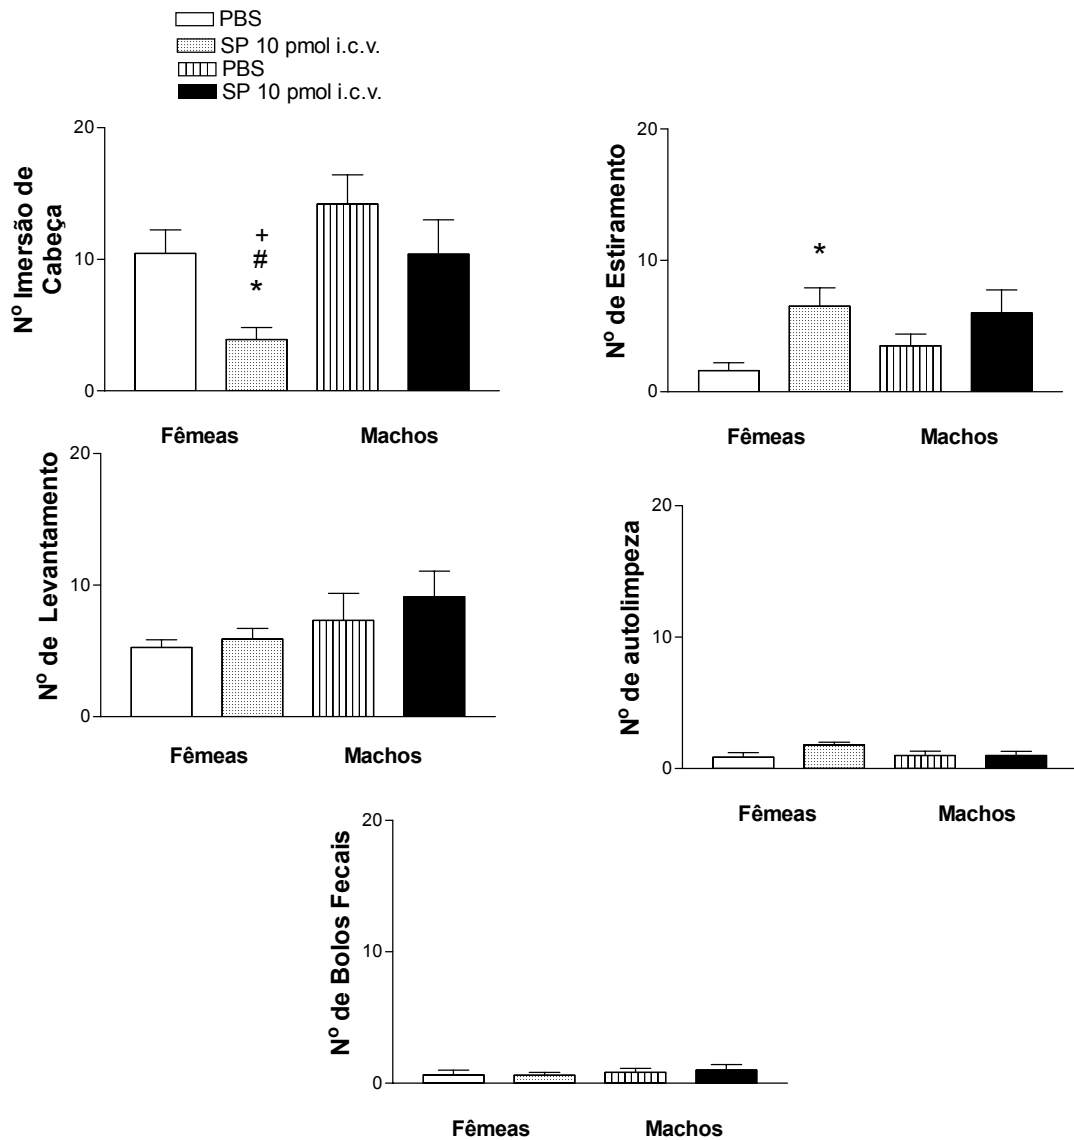 PBS
SP 10 pmol i.c.v.
PBS
SP 10 pmol i.c.v.
Nº Imersão de
Cabeça
20
10
0
+
#
*
Fêmeas Machos
Nº de Estiramento
20
10
0
*
Fêmeas Machos
Nº de Levantamento
20
10
0
Fêmeas Machos
Nº de autolimpeza
20
10
0
Fêmeas Machos
Nº de Bolos Fecais
20
10
0
Fêmeas Machos